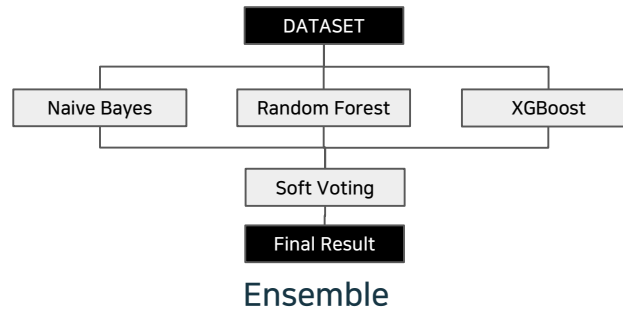 DATASET
Naive Bayes
Random Forest
XGBoost
Soft Voting
Final Result
Ensemble